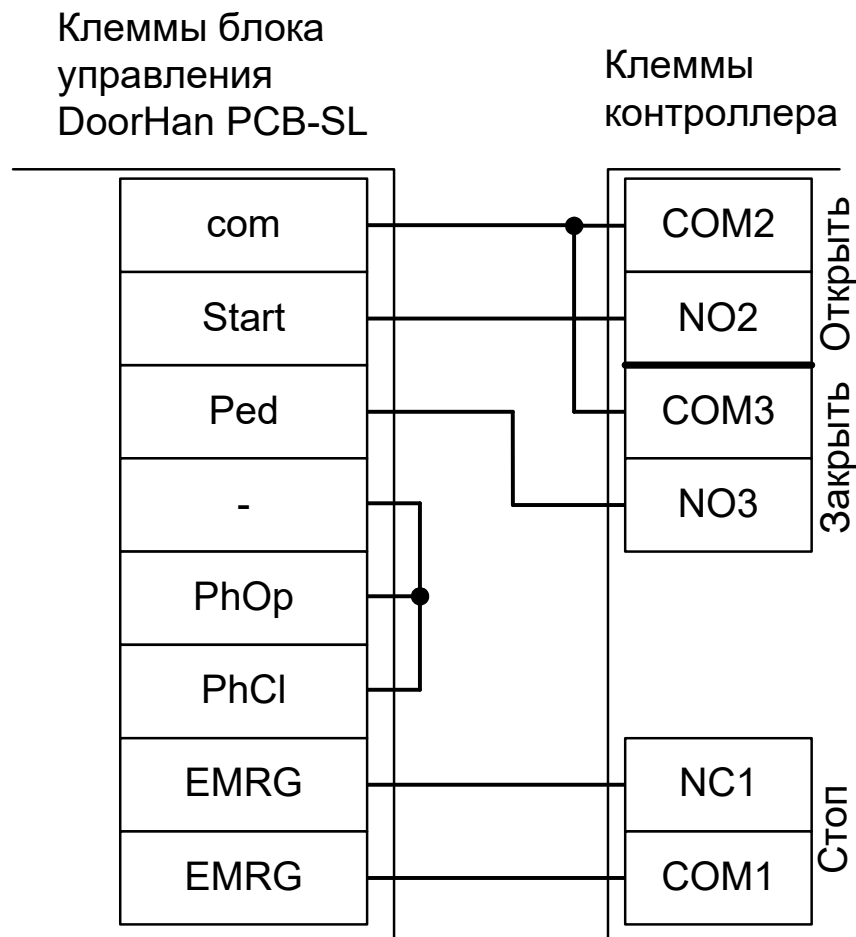 Клеммы блока
управления
DoorHan PCB-SL
Клеммы
контроллера
com
Start
Ped
-
PhOp
PhCl
EMRG
EMRG
COM2
NO2
COM3
NO3
NC1
COM1
Открыть
Закрыть
Стоп